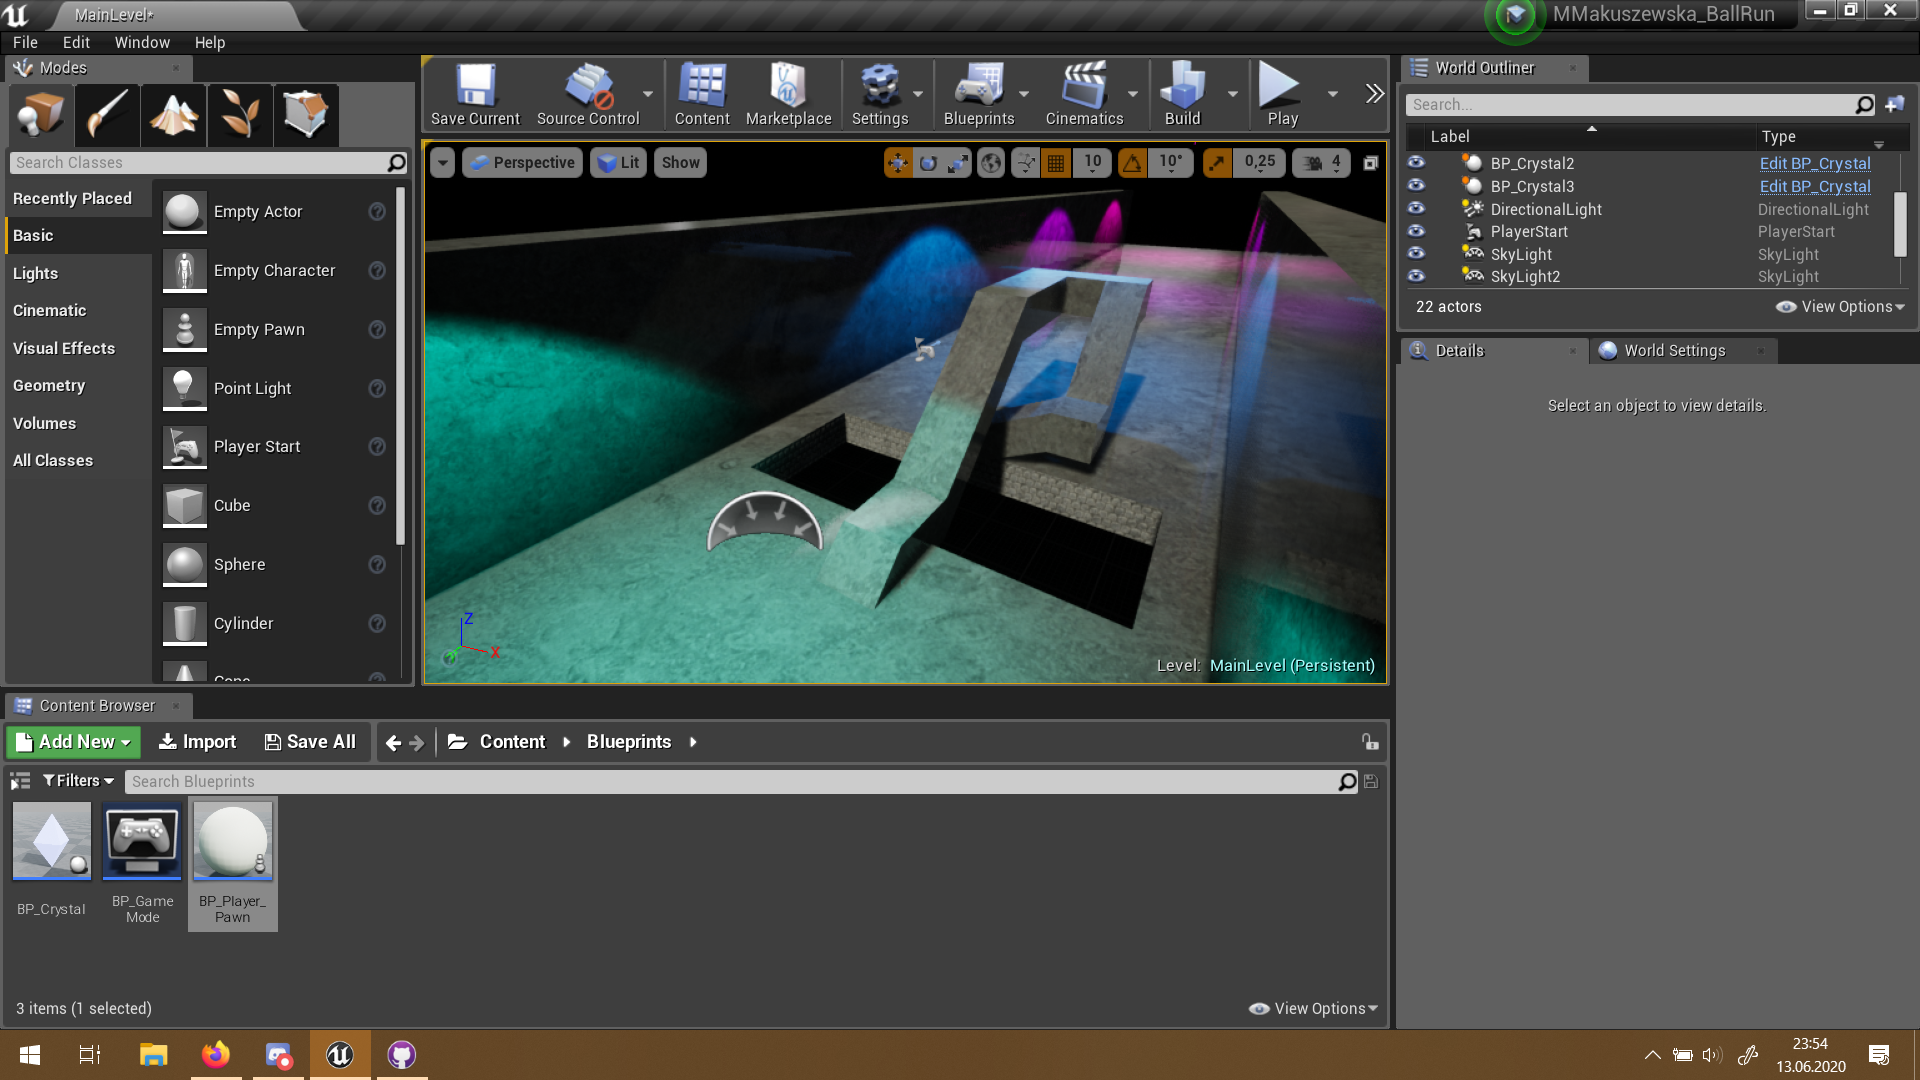 MainLevel*
MMakuszewska_BallRun
File Edit Window Help
Modes
Search Classes
Recently Placed
Basic
Lights
Cinematic
Visual Effects
Geometry
Volumes
All Classes
Empty Actor
Empty Character
Empty Pawn
Point Light
Player Start
Cube
Sphere
Cylinder
Cone
Save Current Source Control Content Marketplace Settings Blueprints Cinematics Build Play
Perspective Lit Show 10 10° 0,25 4
Z
X
Level: MainLevel (Persistent)
World Outliner
Search...
Label Type
BP_Crystal2 Edit BP_Crystal
BP_Crystal3 Edit BP_Crystal
DirectionalLight DirectionalLight
PlayerStart PlayerStart
SkyLight SkyLight
SkyLight2 SkyLight
22 actors View Options
Details World Settings
Select an object to view details.
Content Browser
Add New Import Save All Content Blueprints
Filters Search Blueprints
BP_Crystal
BP_Game
Mode
BP_Player_
Pawn
3 items (1 selected) View Options
23:54
13.06.2020